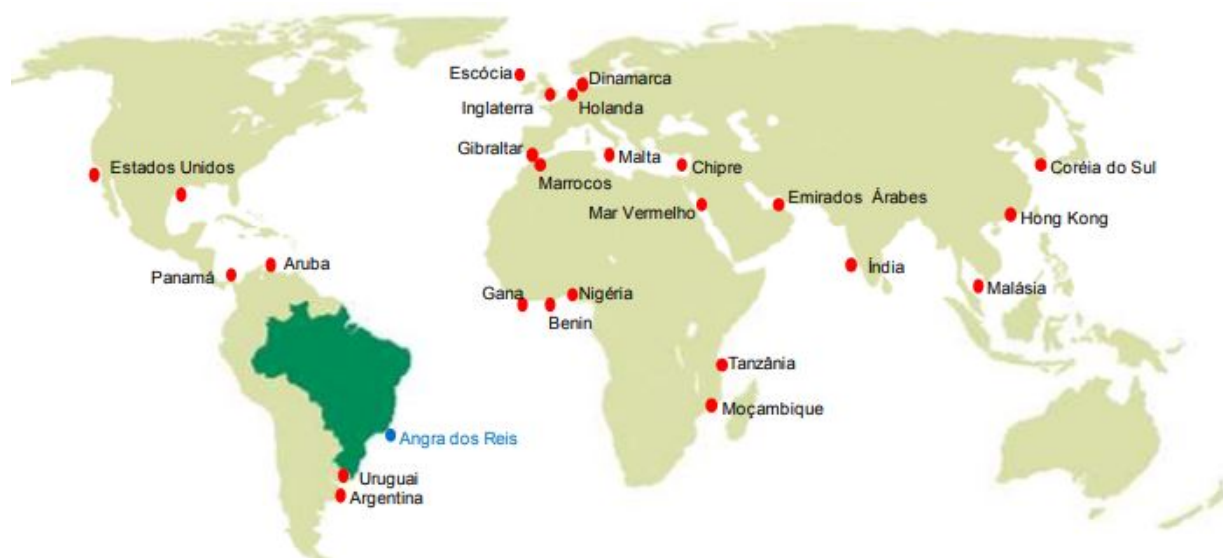 Escócia
Dinamarca
Inglaterra
Holanda
Gibraltar
Malta
Chipre
Marrocos
Estados Unidos
Coréia do Sul
Mar Vermelho
Emirados Árabes
Hong Kong
Panamá
Aruba
Índia
Gana
Nigéria
Malásia
Benin
Tanzânia
Moçambique
Angra dos Reis
Uruguai
Argentina